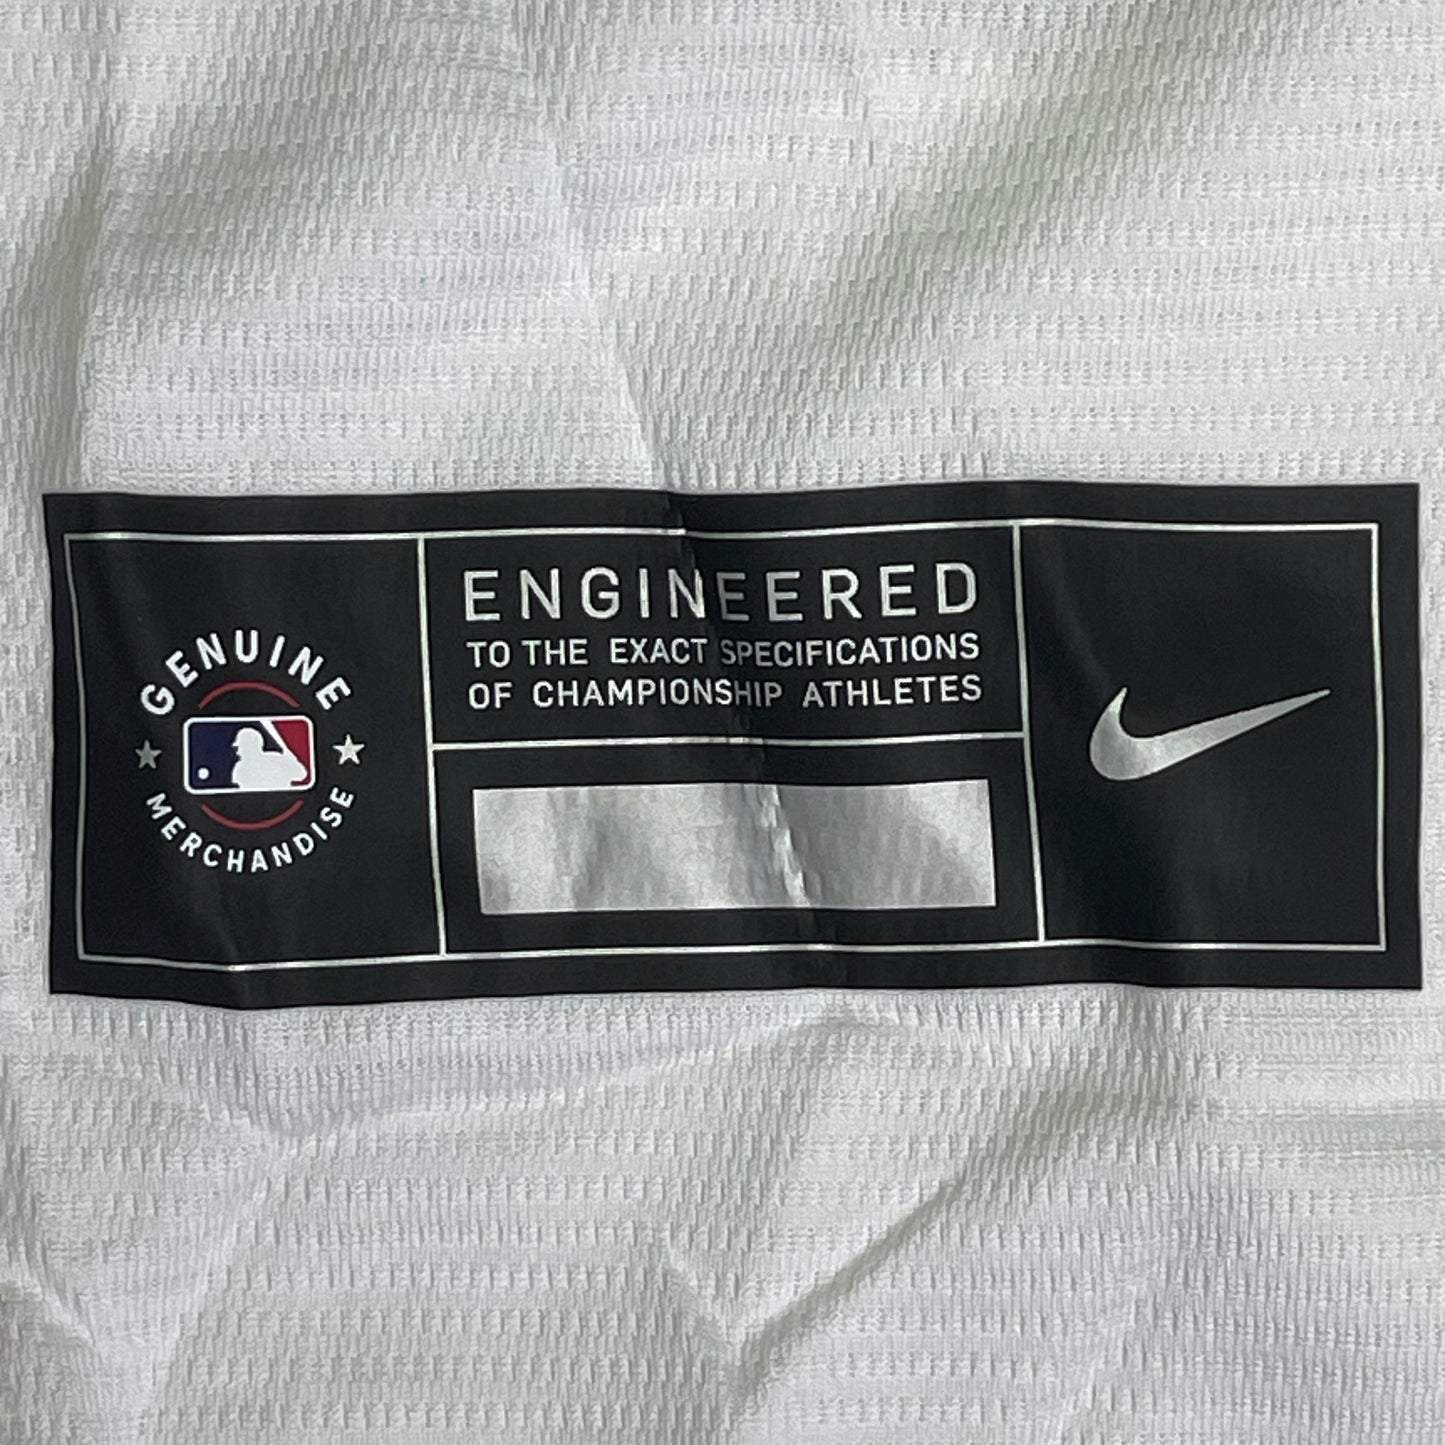 GENUINE
MERCHANDISE
ENGINEERED
TO THE EXACT SPECIFICATIONS
OF CHAMPIONSHIP ATHLETES